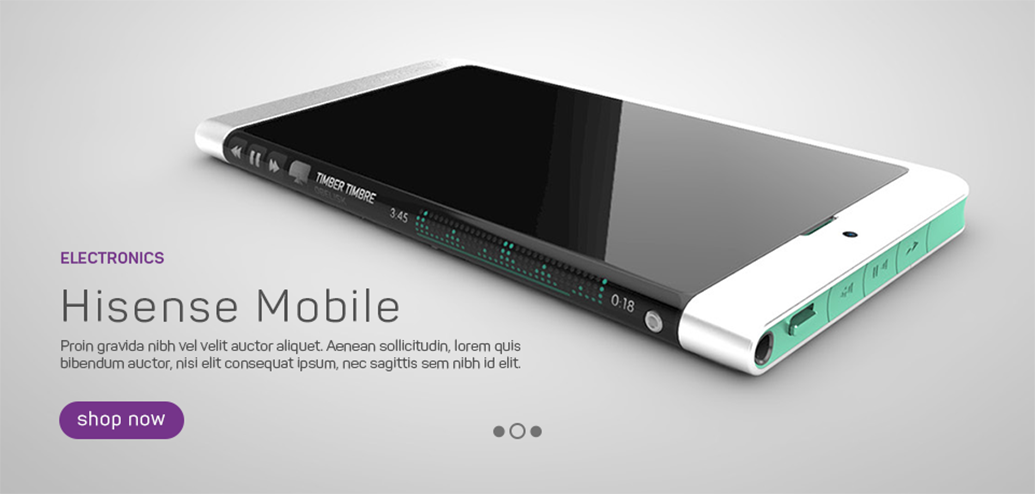 TIMBER TIMBRE
3:45
0:18
ELECTRONICS
Hisense Mobile
Proin gravida nibh vel velit auctor aliquet. Aenean sollicitudin, lorem quis
bibendum auctor, nisi elit consequat ipsum, nec sagittis sem nibh id elit.
shop now